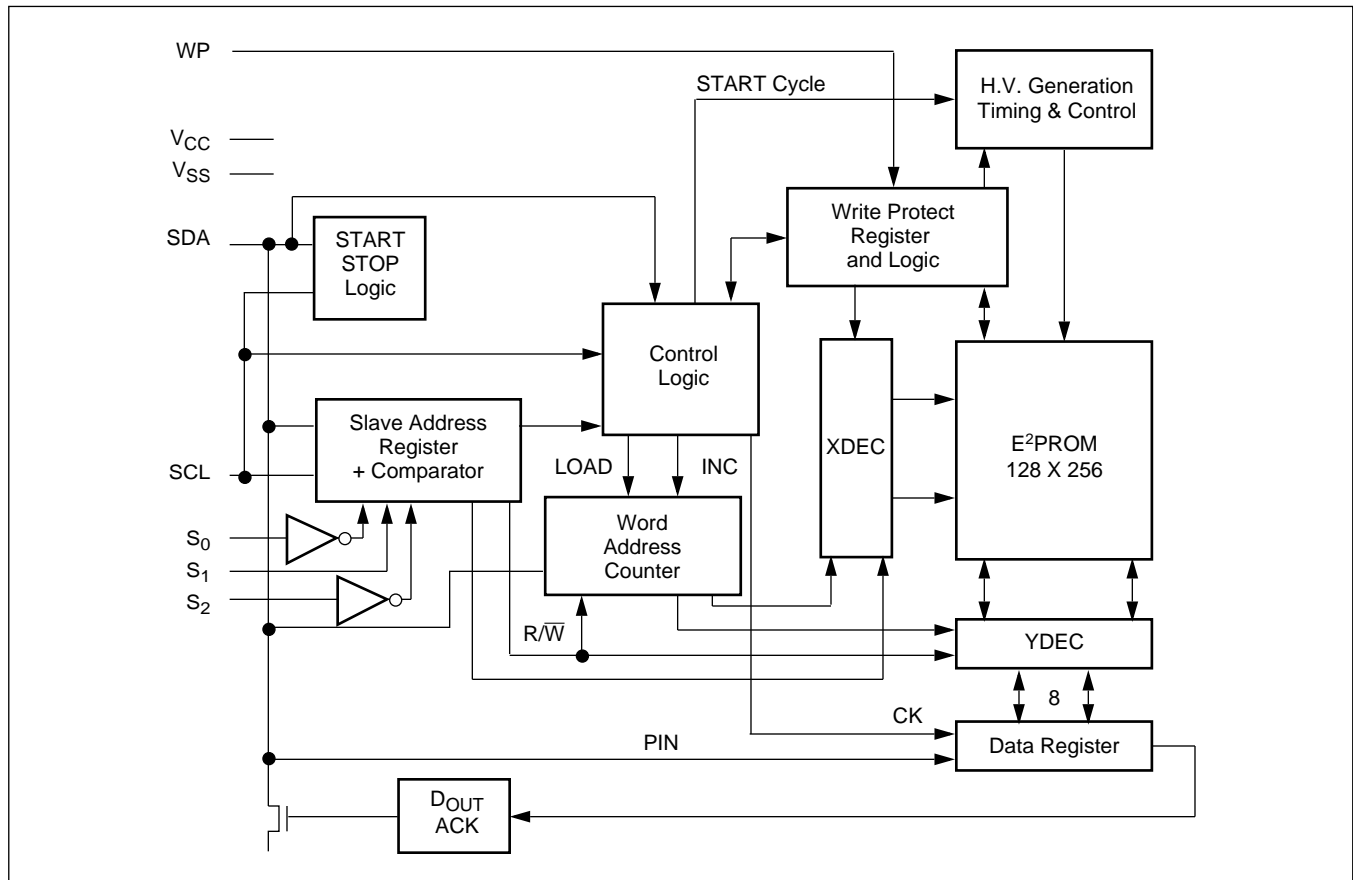 WP
START Cycle
H.V. Generation
Timing & Control
VCC
VSS
SDA
START
STOP
Logic
Write Protect
Register
and Logic
Control
Logic
XDEC
E²PROM
128 X 256
Slave Address
Register
+ Comparator
SCL
LOAD
INC
S0
S1
S2
Word
Address
Counter
R/W̅
YDEC
8
CK
PIN
Data Register
DOUT
ACK